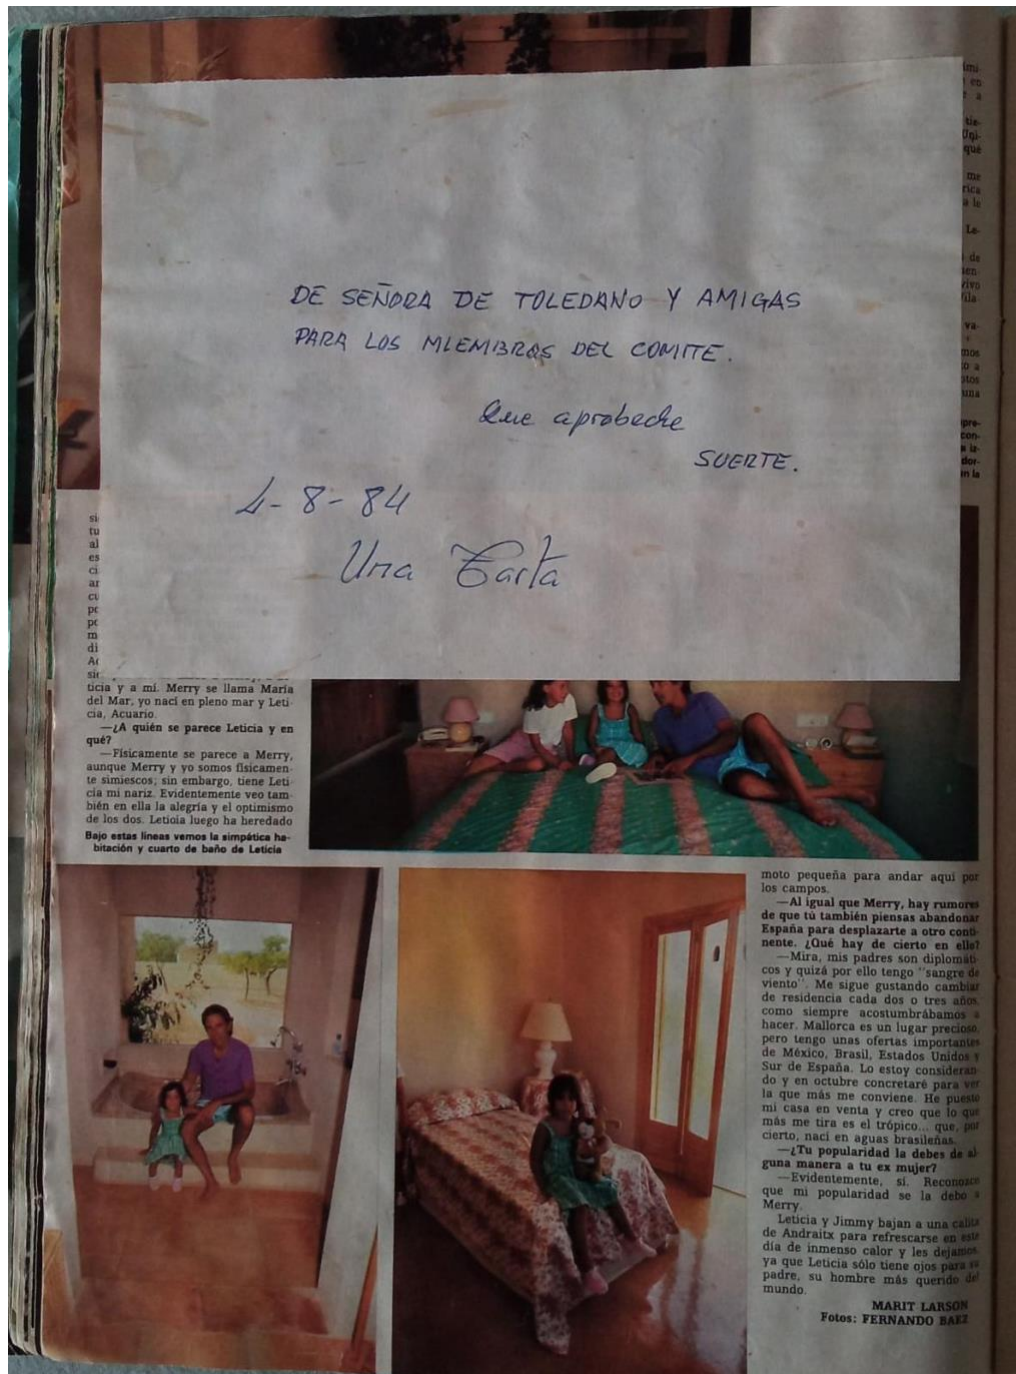 DE SEÑORA DE TOLEDANO Y AMIGAS
PARA LOS MIEMBROS DEL COMITE.
Que aprobeche
SUERTE.
4-8-84
Una Tarta
ticia y a mí. Merry se llama María
del Mar, yo nací en pleno mar y Leti-
cia, Acuario.
—¿A quién se parece Leticia y en
qué?
—Físicamente se parece a Merry,
aunque Merry y yo somos físicamen-
te simiescos; sin embargo, tiene Leti-
cia mi nariz. Evidentemente veo tam-
bién en ella la alegría y el optimismo
de los dos. Leticia luego ha heredado
Bajo estas líneas vemos la simpática ha-
bitación y cuarto de baño de Leticia
moto pequeña para andar aquí por
los campos.
—Al igual que Merry, hay rumores
de que tú también piensas abandonar
España para desplazarte a otro conti-
nente. ¿Qué hay de cierto en ello?
—Mira, mis padres son diplomáti-
cos y quizá por ello tengo "sangre de
viento". Me sigue gustando cambiar
de residencia cada dos o tres años,
como siempre acostumbrábamos a
hacer. Mallorca es un lugar precioso,
pero tengo unas ofertas importantes
de México, Brasil, Estados Unidos y
Sur de España. Lo estoy consideran-
do y en octubre concretaré para ver
la que más me conviene. He puesto
mi casa en venta y creo que lo que
más me tira es el trópico... que, por
cierto, nací en aguas brasileñas.
—¿Tu popularidad la debes de al-
guna manera a tu ex mujer?
—Evidentemente, sí. Reconozco
que mi popularidad se la debo a
Merry.
Leticia y Jimmy bajan a una calita
de Andraitx para refrescarse en este
día de inmenso calor y les dejamos,
ya que Leticia sólo tiene ojos para su
padre, su hombre más querido del
mundo.
MARIT LARSON
Fotos: FERNANDO BAEZ